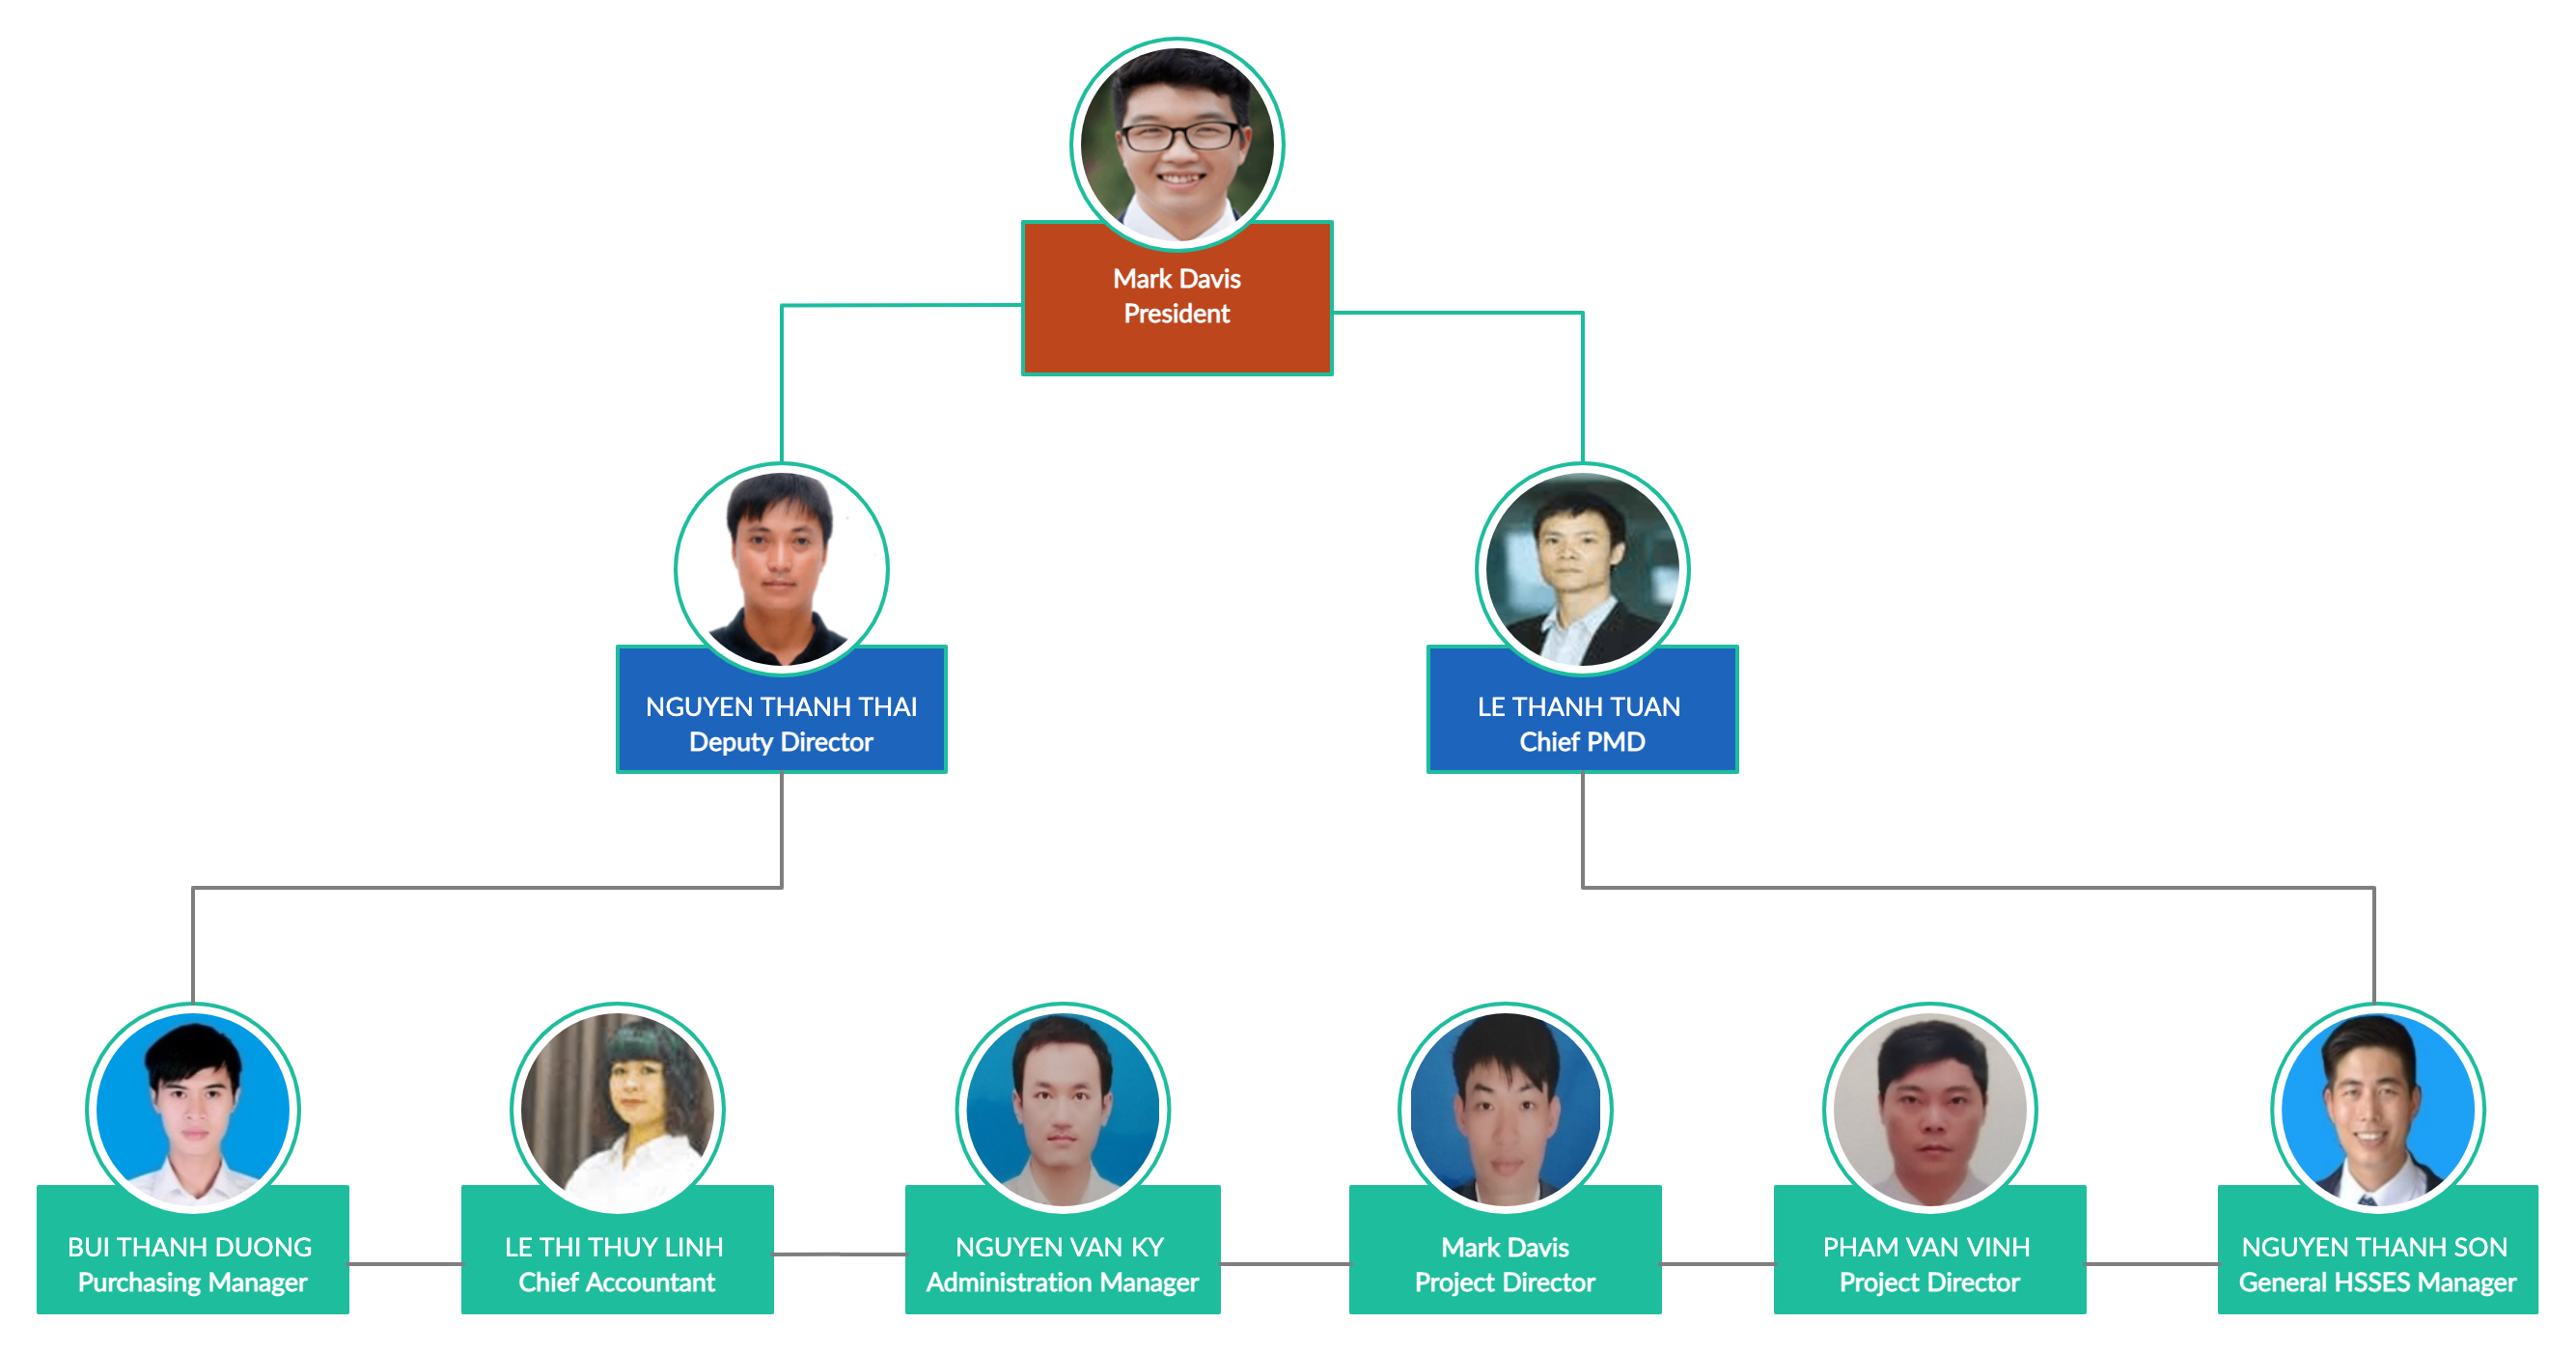 Mark Davis
President
NGUYEN THANH THAI
Deputy Director
LE THANH TUAN
Chief PMD
BUI THANH DUONG
Purchasing Manager
LE THI THUY LINH
Chief Accountant
NGUYEN VAN KY
Administration Manager
Mark Davis
Project Director
PHAM VAN VINH
Project Director
NGUYEN THANH SON
General HSSES Manager